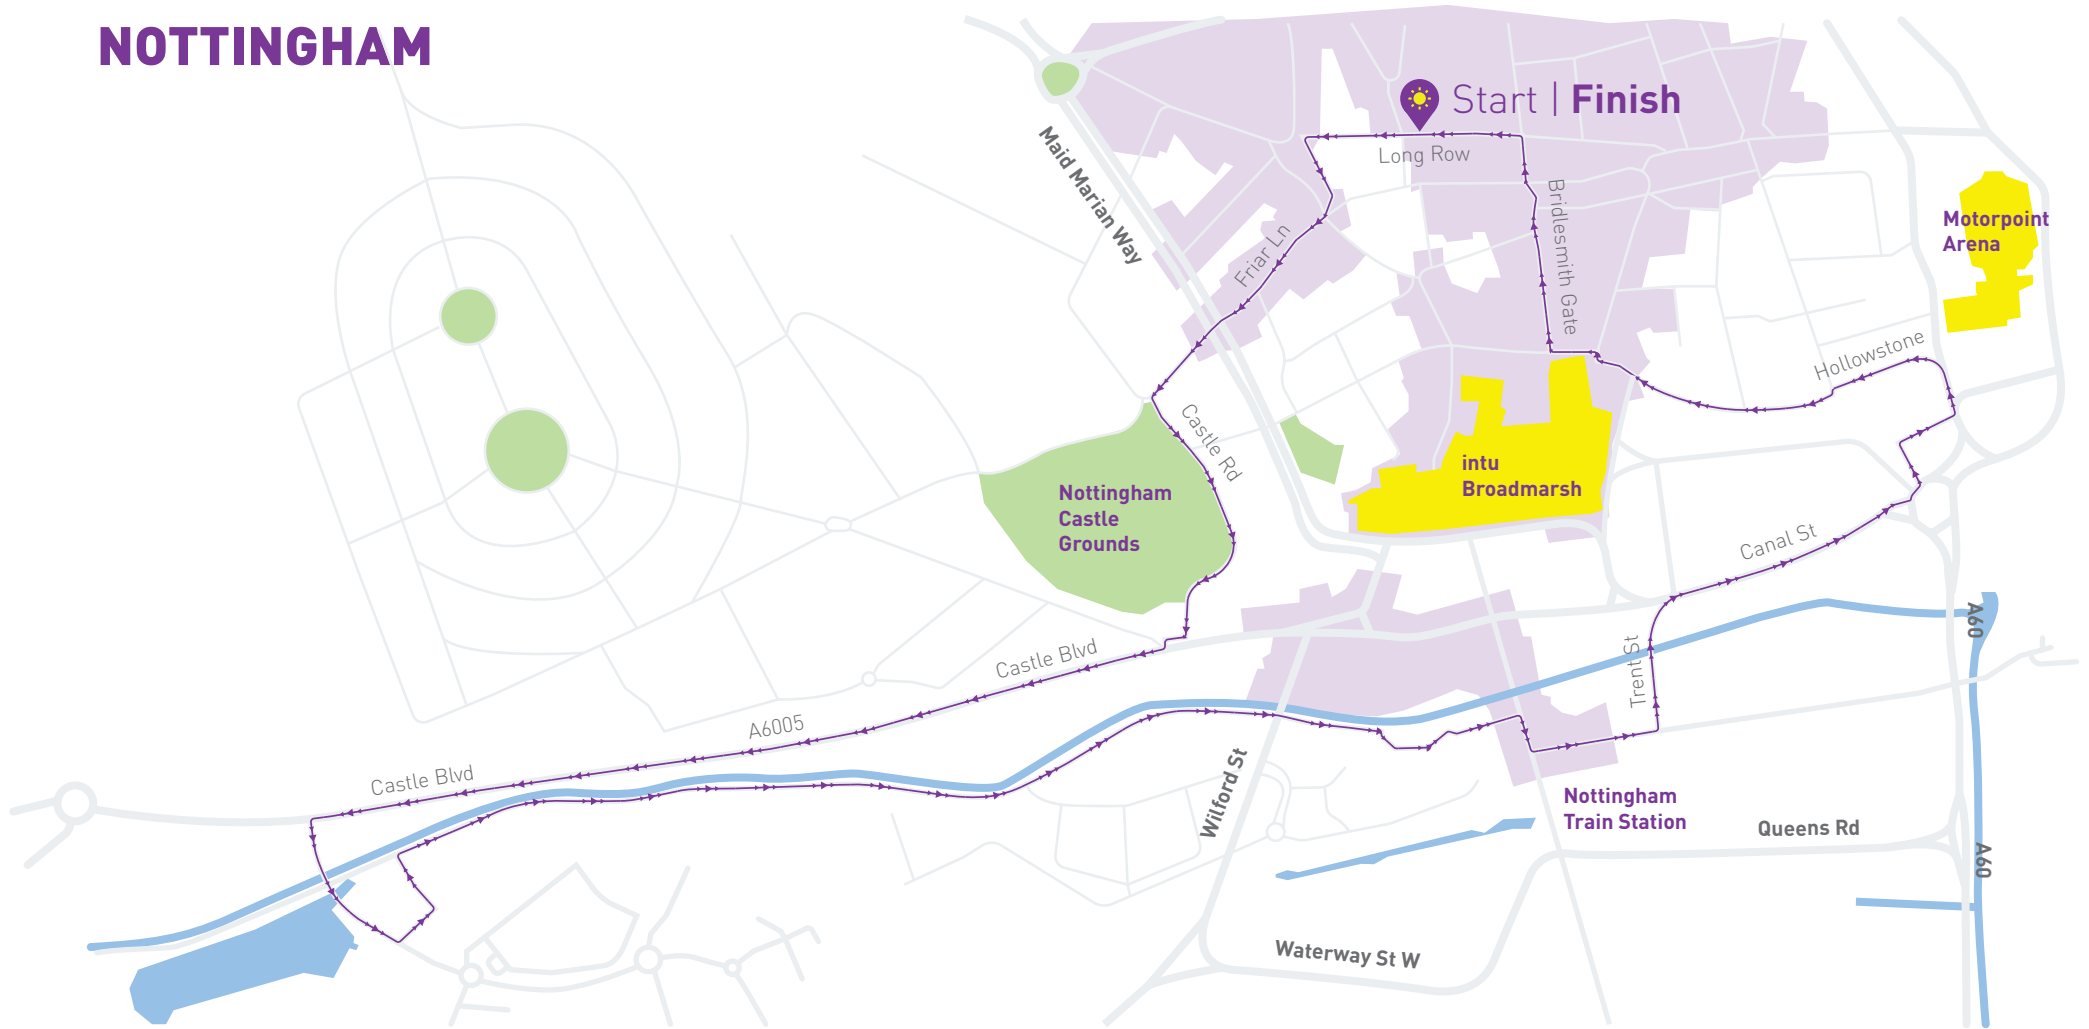 NOTTINGHAM
Start | Finish
Long Row
Maid Marian Way
Bridlesmith Gate
Friar Ln
Motorpoint
Arena
Hollowstone
Castle Rd
intu
Broadmarsh
Nottingham
Castle
Grounds
Canal St
A60
Castle Blvd
Trent St
A6005
Castle Blvd
Wilford St
Nottingham
Train Station
Queens Rd
A60
Waterway St W